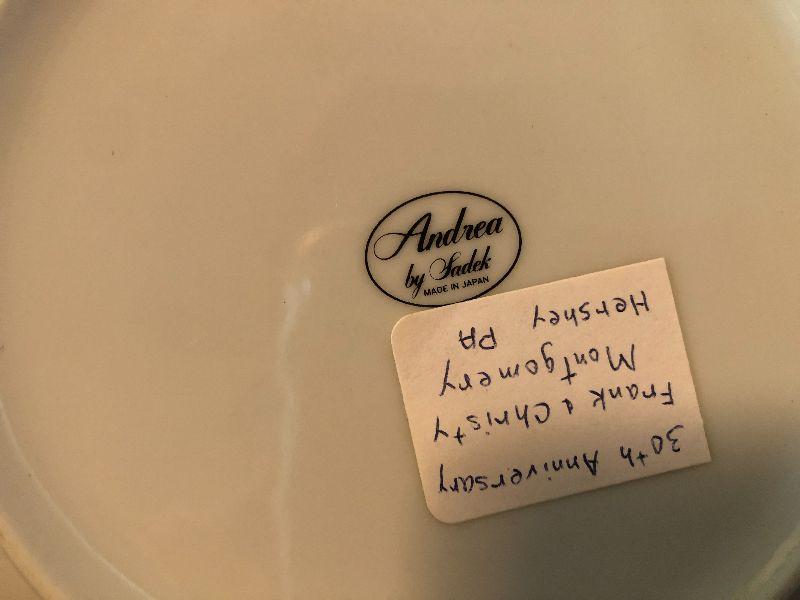 Andrea
by Sadek
MADE IN JAPAN
30th Anniversary
Frank & Christy
Montgomery
Hershey PA